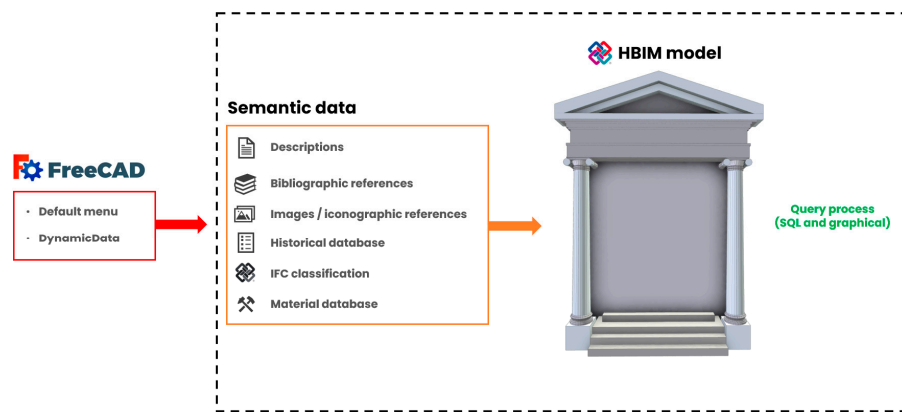 HBIM model
Semantic data
Descriptions
Bibliographic references
Images / iconographic references
Historical database
IFC classification
Material database
FreeCAD
· Default menu
· DynamicData
Query process
(SQL and graphical)